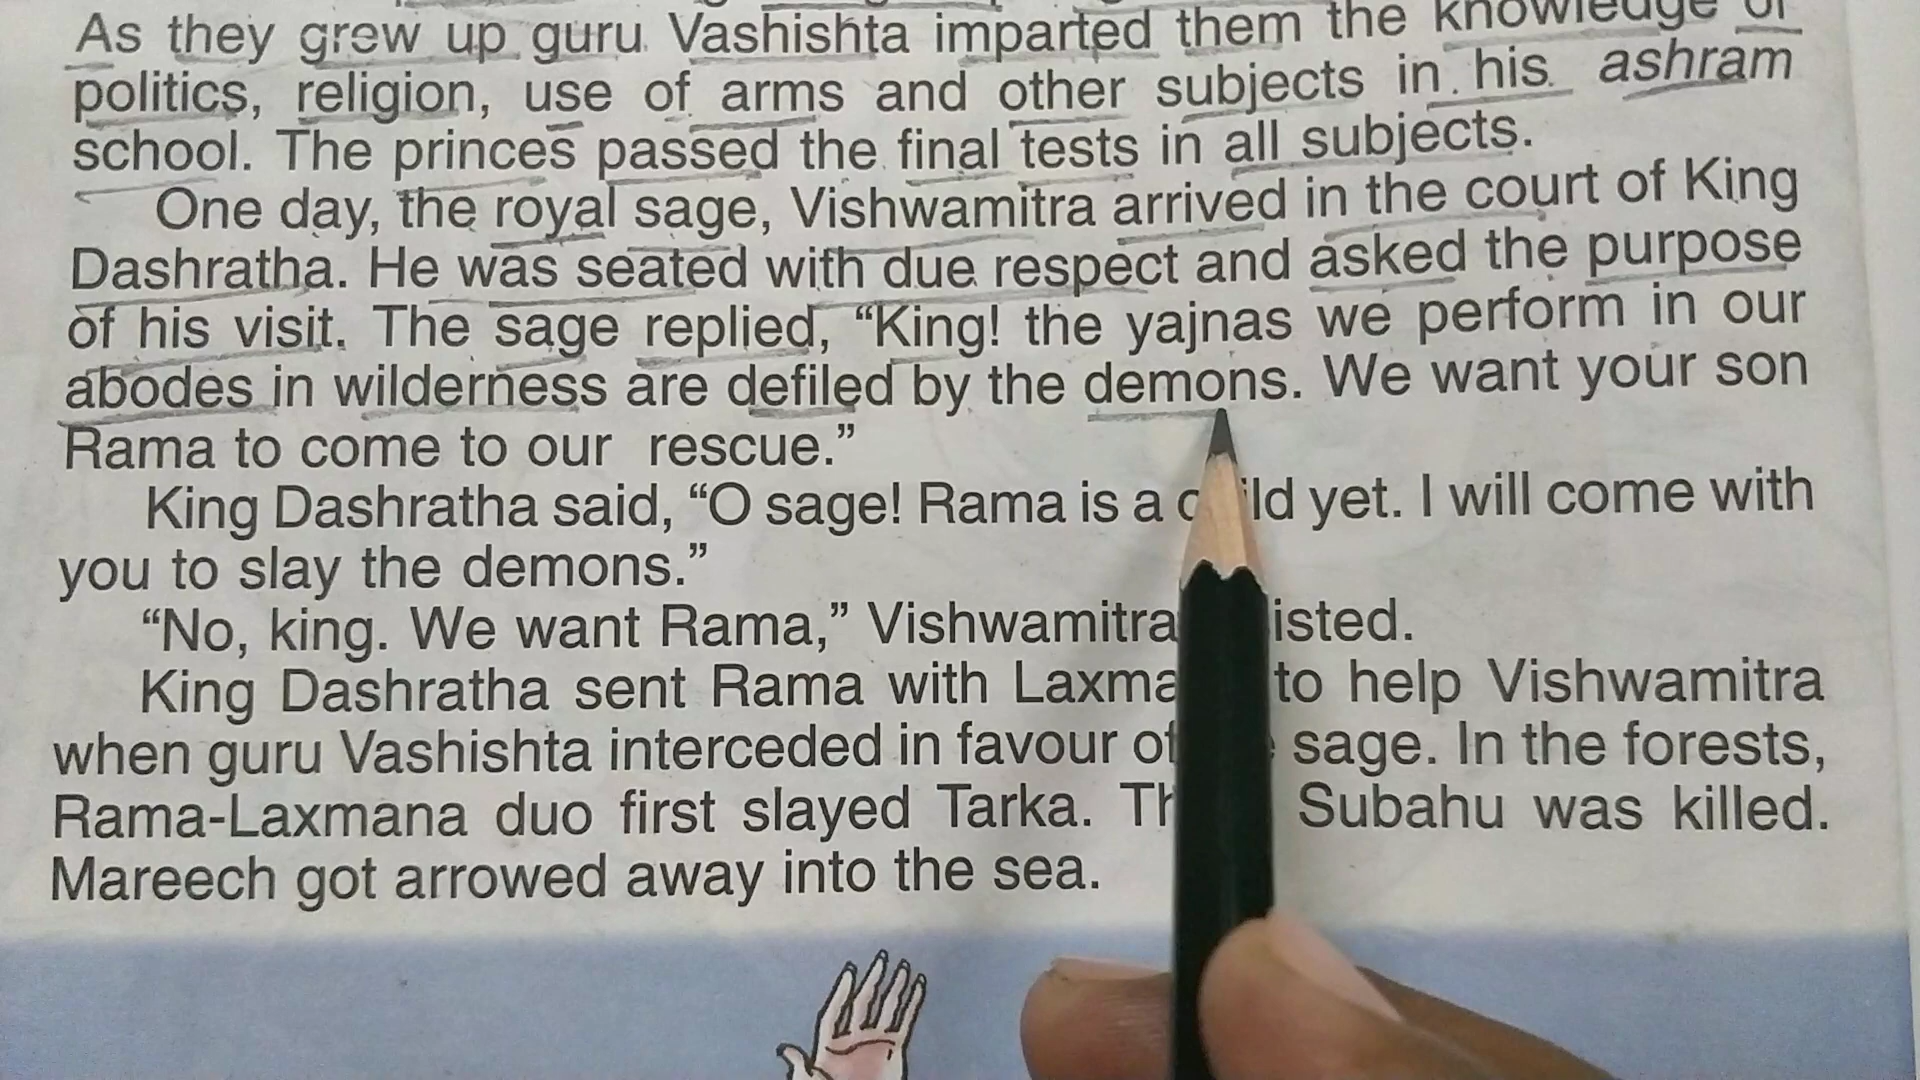 As they grew up guru Vashishta imparted them the knowledge of
politics, religion, use of arms and other subjects in his ashram
school. The princes passed the final tests in all subjects.
One day, the royal sage, Vishwamitra arrived in the court of King
Dashratha. He was seated with due respect and asked the purpose
of his visit. The sage replied, “King! the yajnas we perform in our
abodes in wilderness are defiled by the demons. We want your son
Rama to come to our rescue.”
King Dashratha said, “O sage! Rama is a child yet. I will come with
you to slay the demons.”
“No, king. We want Rama,” Vishwamitra
King Dashratha sent Rama with to help Vishwamitra
when guru Vashishta interceded in favour of sage. In the forests,
Rama-Laxmana duo first slayed Tarka. Subahu was killed.
Mareech got arrowed away into the sea.